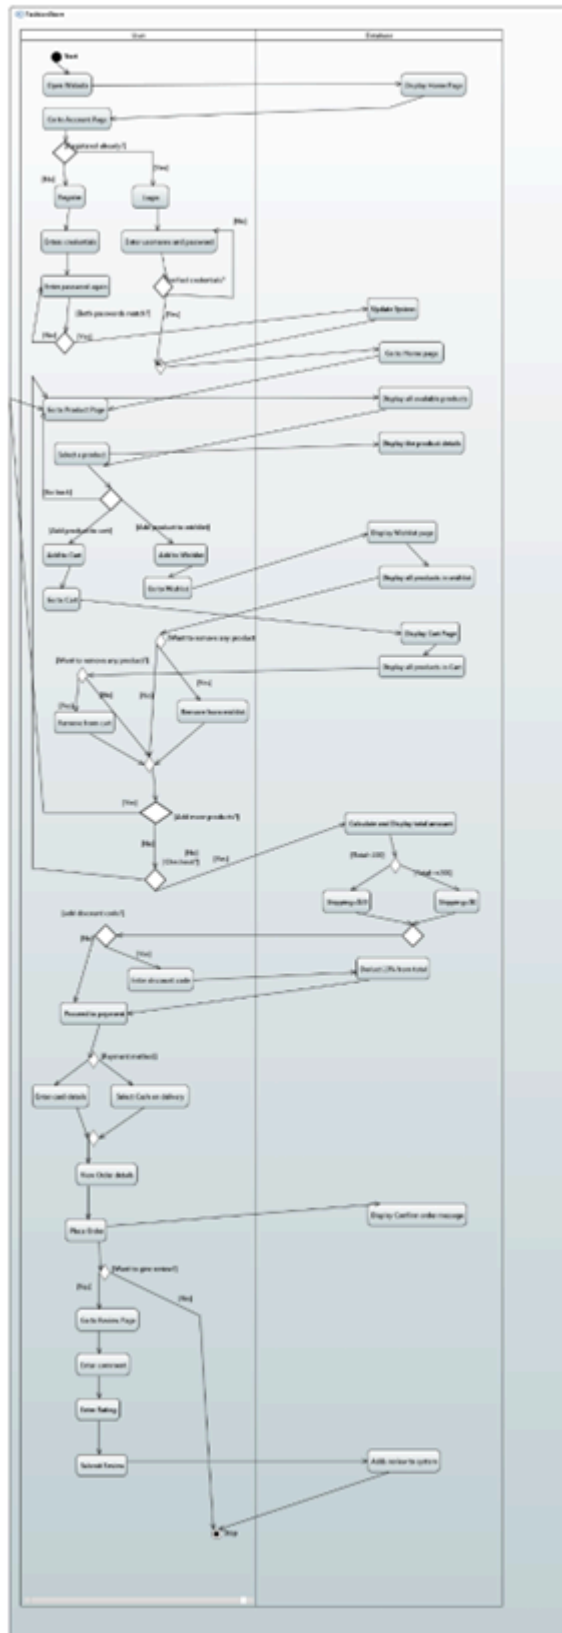 FashionStore
User
Database
Start
Open Website
Display Home Page
Go to Account Page
[Registered already?]
[No]
[Yes]
Register
Login
[No]
Enter credentials
Enter username and password
Enter password again
[Both passwords match?]
[Yes]
Update System
[No]
[Yes]
Go to Home page
Display all available products
Go to Product Page
Select a product
Display the product details
[Go back]
[Add product to cart]
[Add product to wishlist]
Display Wishlist page
Add to Cart
Add to Wishlist
Display all products in wishlist
Go to Wishlist
Go to Cart
Display Cart Page
[Want to remove any product
[Want to remove any product?]
Display all products in Cart
[No]
[No]
[Yes]
[Yes]
Remove from cart
Remove from wishlist
[Yes]
[Add more products?]
Calculate and Display total amount
[No]
[No]
[Checkout?]
[Yes]
[add discount code?]
[No]
[Yes]
Enter discount code
Proceed to payment
[Payment method]
Enter card details
Select Cash on delivery
View Order details
Place Order
Display Confirm order message
[Want to give review?]
[Yes]
[No]
Go to Review Page
Enter comment
Enter Rating
Submit Review
Adds review to system
Stop